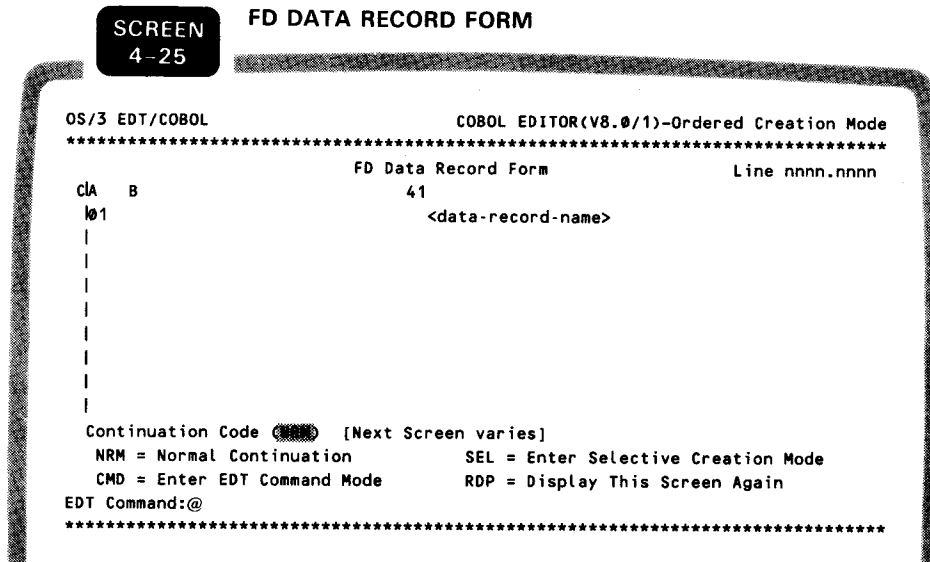 SCREEN
4-25
FD DATA RECORD FORM
OS/3 EDT/COBOL COBOL EDITOR(V8.0/1)-Ordered Creation Mode
********************************************************************************
FD Data Record Form Line nnnn.nnnn
C|A B 41
|01 <data-record-name>
|
|
|
|
|
|
|
|
Continuation Code (NRM) [Next Screen varies]
NRM = Normal Continuation SEL = Enter Selective Creation Mode
CMD = Enter EDT Command Mode RDP = Display This Screen Again
EDT Command:@
********************************************************************************